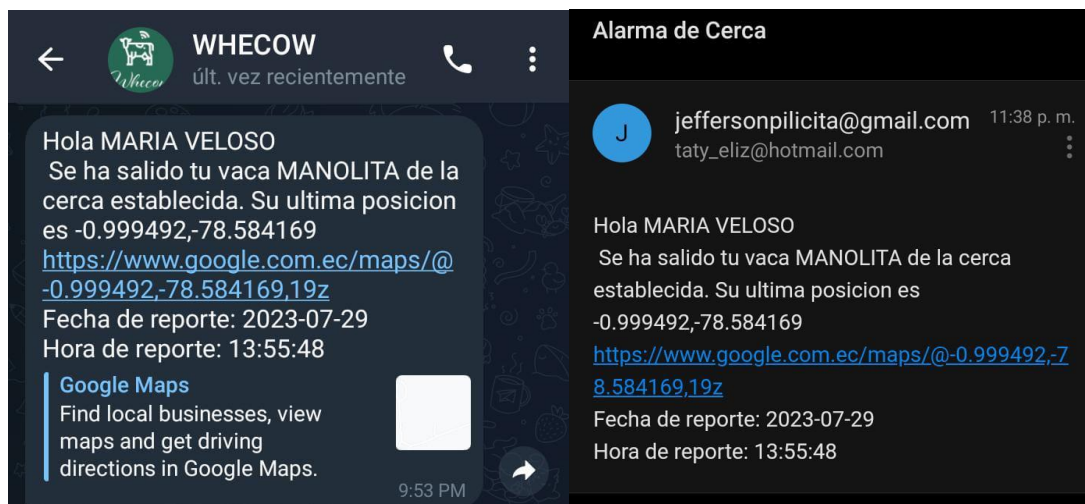 WHECOW
últ. vez recientemente
Whecow
Hola MARIA VELOSO
Se ha salido tu vaca MANOLITA de la
cerca establecida. Su ultima posicion
es -0.999492,-78.584169
https://www.google.com.ec/maps/@
-0.999492,-78.584169,19z
Fecha de reporte: 2023-07-29
Hora de reporte: 13:55:48
Google Maps
Find local businesses, view
maps and get driving
directions in Google Maps.
9:53 PM
Alarma de Cerca
J
jeffersonpilicita@gmail.com 11:38 p. m.
taty_eliz@hotmail.com
Hola MARIA VELOSO
Se ha salido tu vaca MANOLITA de la cerca
establecida. Su ultima posicion es
-0.999492,-78.584169
https://www.google.com.ec/maps/@-0.999492,-7
8.584169,19z
Fecha de reporte: 2023-07-29
Hora de reporte: 13:55:48